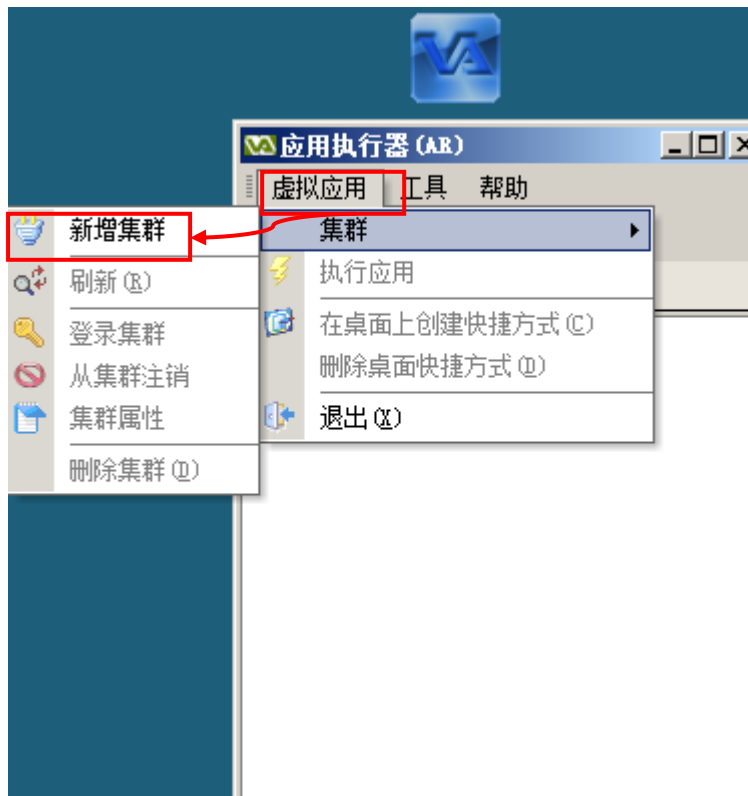 VA
应用执行器(AR)
虚拟应用 工具 帮助
新增集群
刷新(R)
登录集群
从集群注销
集群属性
删除集群(D)
集群
执行应用
在桌面上创建快捷方式(C)
删除桌面快捷方式(D)
退出(X)